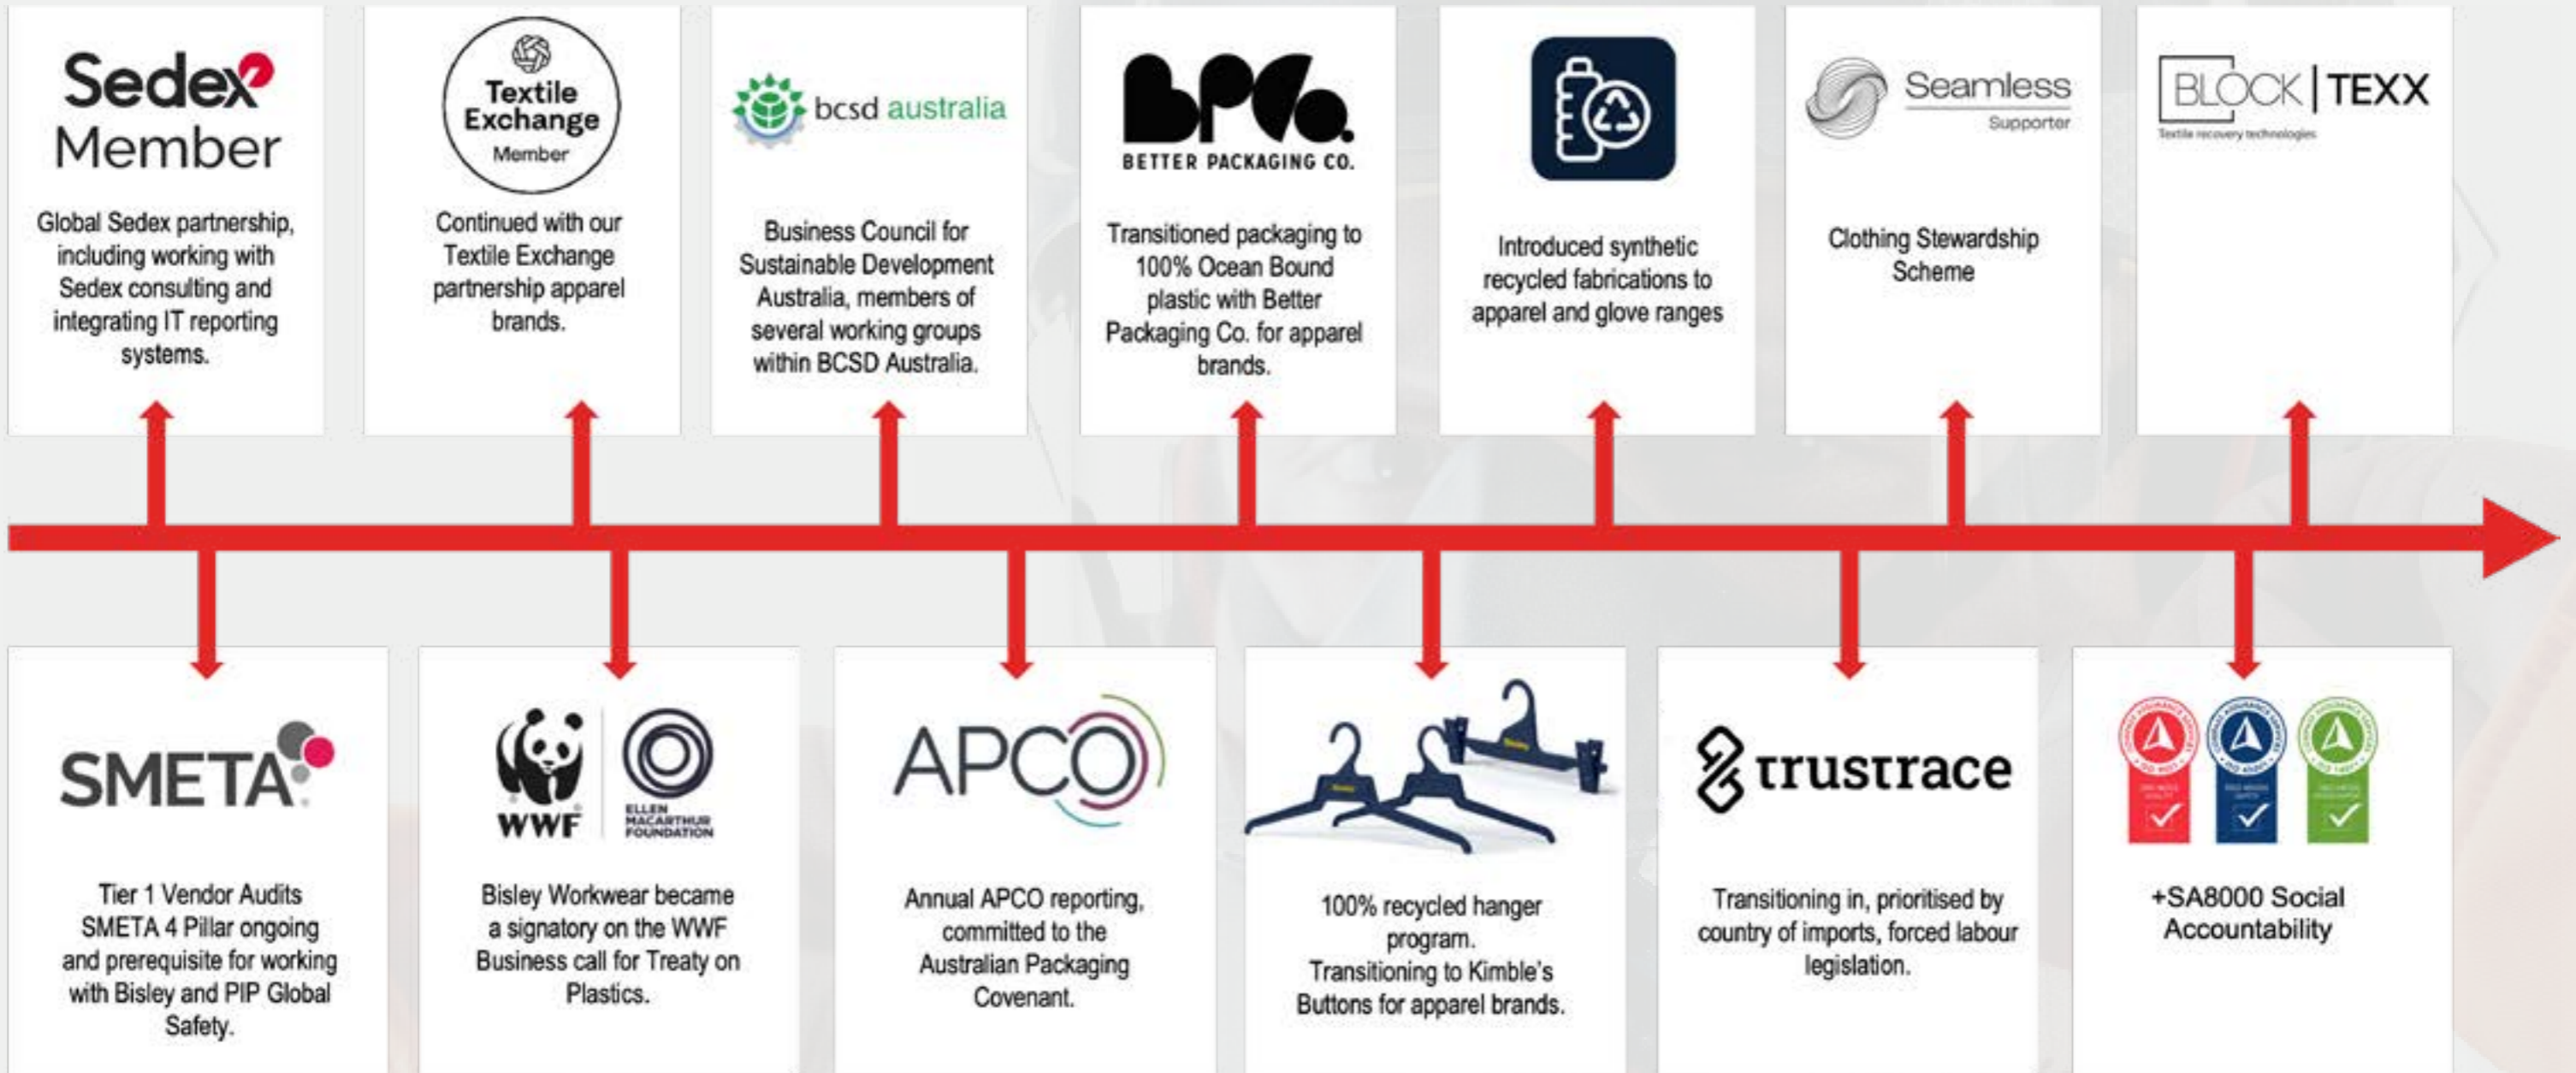 Sedex
Member
Global Sedex partnership,
including working with
Sedex consulting and
integrating IT reporting
systems.
Textile
Exchange
Member
Continued with our
Textile Exchange
partnership apparel
brands.
bcsd australia
Business Council for
Sustainable Development
Australia, members of
several working groups
within BCSD Australia.
BPCo.
BETTER PACKAGING CO.
Transitioned packaging to
100% Ocean Bound
plastic with Better
Packaging Co. for apparel
brands.
Introduced synthetic
recycled fabrications to
apparel and glove ranges
Seamless
Supporter
Clothing Stewardship
Scheme
BLOCK | TEXX
Textile recovery technologies
SMETA
Tier 1 Vendor Audits
SMETA 4 Pillar ongoing
and prerequisite for working
with Bisley and PIP Global
Safety.
WWF
ELLEN
MACARTHUR
FOUNDATION
Bisley Workwear became
a signatory on the WWF
Business call for Treaty on
Plastics.
APCO
Annual APCO reporting,
committed to the
Australian Packaging
Covenant.
100% recycled hanger
program.
Transitioning to Kimble's
Buttons for apparel brands.
trustrace
Transitioning in, prioritised by
country of imports, forced labour
legislation.
+SA8000 Social
Accountability